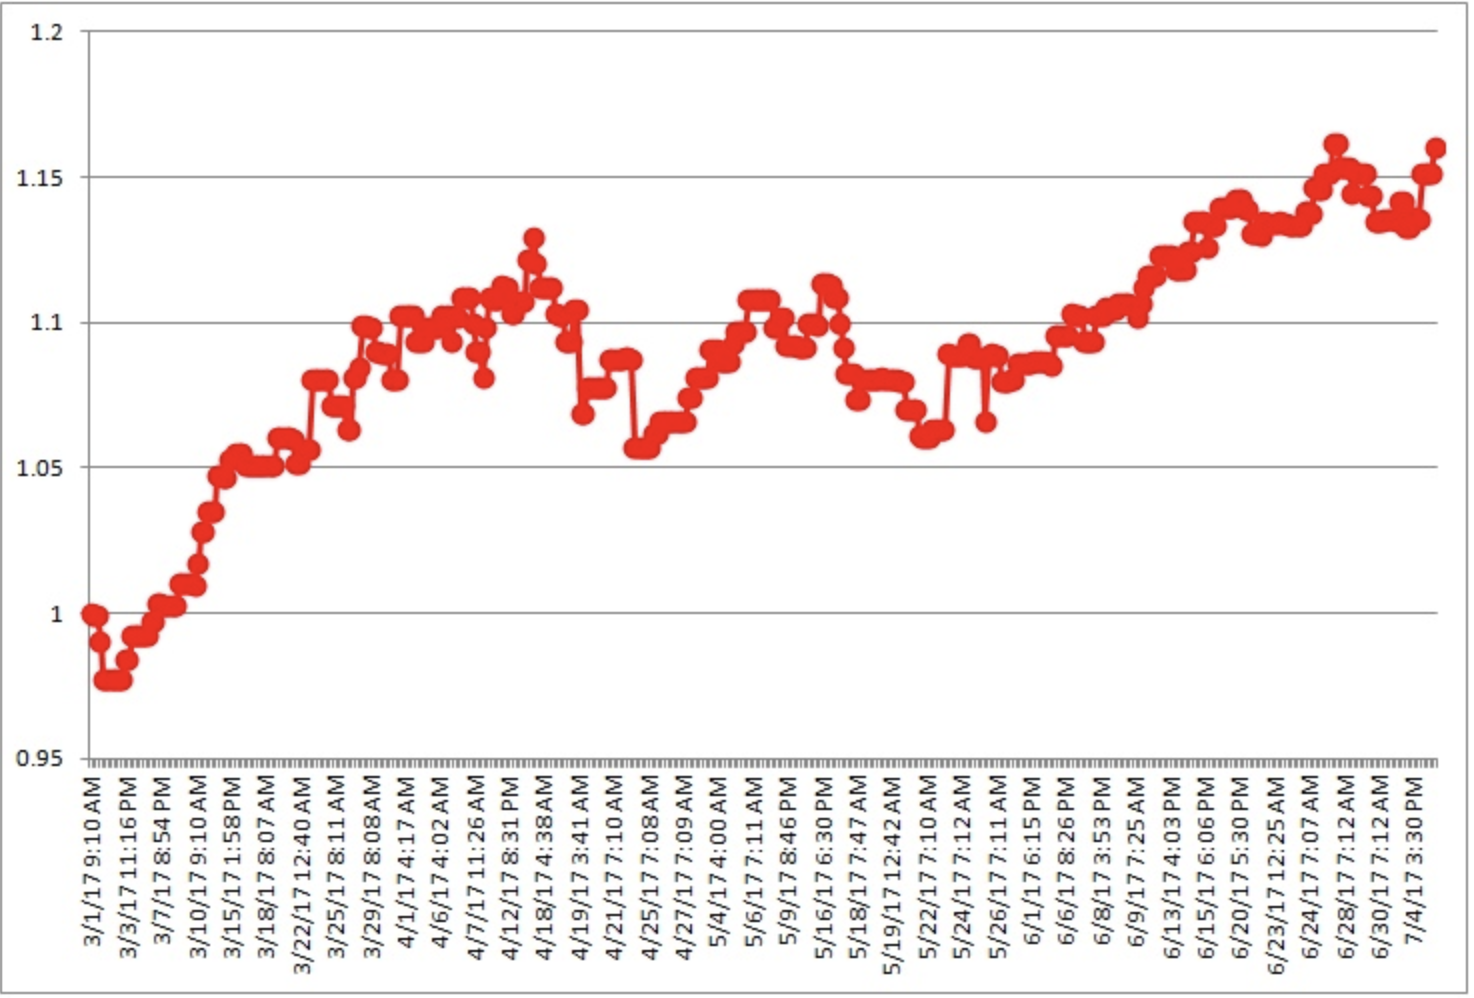 1.2
1.15
1.1
1.05
1
0.95
3/1/17 9:10 AM
3/3/17 11:16 PM
3/7/17 8:54 PM
3/10/17 9:10 AM
3/15/17 1:58 PM
3/18/17 8:07 AM
3/22/17 12:40 AM
3/25/17 8:11 AM
3/29/17 8:08 AM
4/1/17 4:17 AM
4/6/17 4:02 AM
4/7/17 11:26 AM
4/12/17 8:31 PM
4/18/17 4:38 AM
4/19/17 3:41 AM
4/21/17 7:10 AM
4/25/17 7:08 AM
4/27/17 7:09 AM
5/4/17 4:00 AM
5/6/17 7:11 AM
5/9/17 8:46 PM
5/16/17 6:30 PM
5/18/17 7:47 AM
5/19/17 12:42 AM
5/22/17 7:10 AM
5/24/17 7:12 AM
5/26/17 7:11 AM
6/1/17 6:15 PM
6/6/17 8:26 PM
6/8/17 3:53 PM
6/9/17 7:25 AM
6/13/17 4:03 PM
6/15/17 6:06 PM
6/20/17 5:30 PM
6/23/17 12:25 AM
6/24/17 7:07 AM
6/28/17 7:12 AM
6/30/17 7:12 AM
7/4/17 3:30 PM